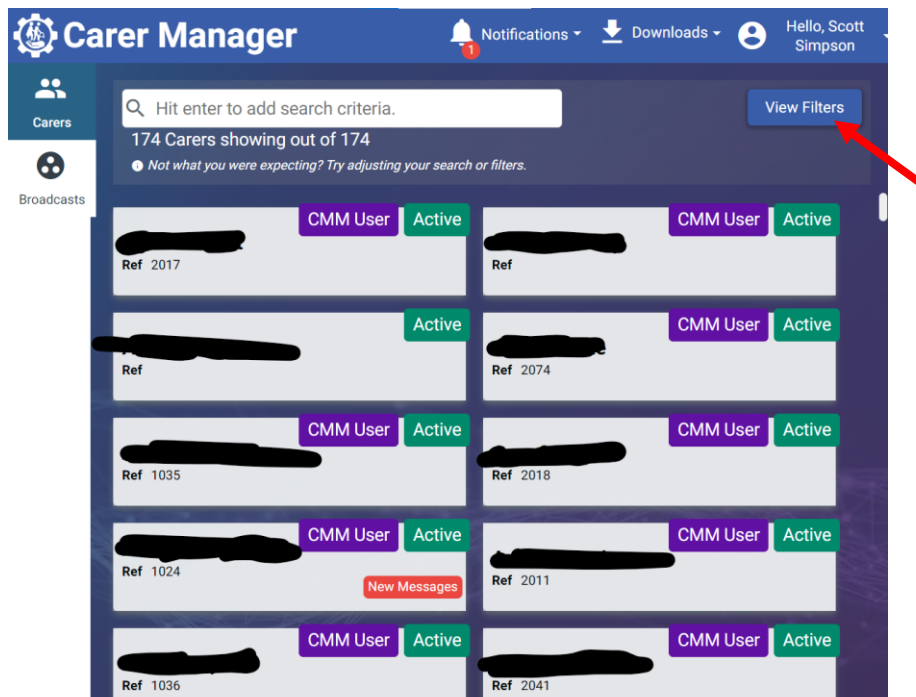 Carer Manager
1
Notifications
Downloads
Hello, Scott
Simpson
Carers
Broadcasts
Hit enter to add search criteria.
View Filters
174 Carers showing out of 174
Not what you were expecting? Try adjusting your search or filters.
CMM User Active
Ref 2017
CMM User Active
Ref
Active
Ref
CMM User Active
Ref 2074
CMM User Active
Ref 1035
CMM User Active
Ref 2018
CMM User Active
Ref 1024
New Messages
CMM User Active
Ref 2011
CMM User Active
Ref 1036
CMM User Active
Ref 2041